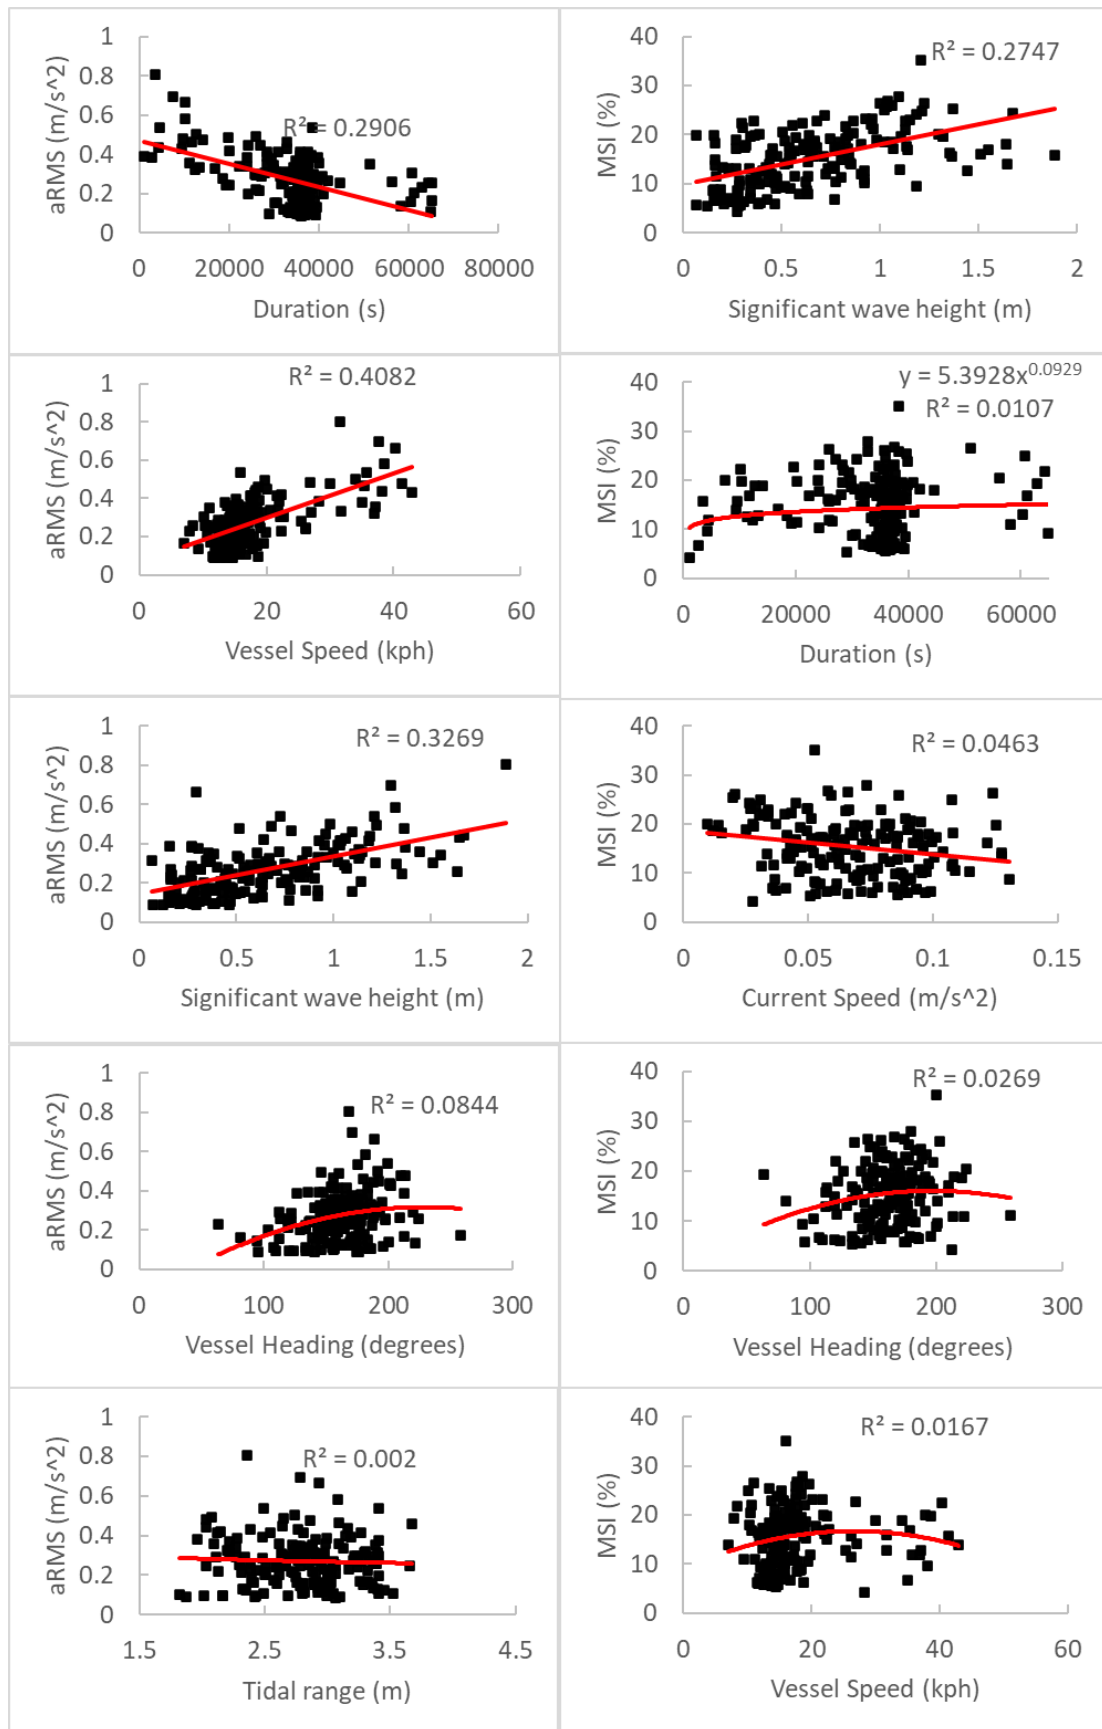 1
0.8
0.6
0.4
0.2
0
aRMS (m/s^2)
R² = 0.2906
0 20000 40000 60000 80000
Duration (s)
40
30
20
10
0
MSI (%)
R² = 0.2747
0 0.5 1 1.5 2
Significant wave height (m)
1
0.8
0.6
0.4
0.2
0
aRMS (m/s^2)
R² = 0.4082
0 20 40 60
Vessel Speed (kph)
40
30
20
10
0
MSI (%)
y = 5.3928x^0.0929
R² = 0.0107
0 20000 40000 60000
Duration (s)
1
0.8
0.6
0.4
0.2
0
aRMS (m/s^2)
R² = 0.3269
0 0.5 1 1.5 2
Significant wave height (m)
40
30
20
10
0
MSI (%)
R² = 0.0463
0 0.05 0.1 0.15
Current Speed (m/s^2)
1
0.8
0.6
0.4
0.2
0
aRMS (m/s^2)
R² = 0.0844
0 100 200 300
Vessel Heading (degrees)
40
30
20
10
0
MSI (%)
R² = 0.0269
0 100 200 300
Vessel Heading (degrees)
1
0.8
0.6
0.4
0.2
0
aRMS (m/s^2)
R² = 0.002
1.5 2.5 3.5 4.5
Tidal range (m)
40
30
20
10
0
MSI (%)
R² = 0.0167
0 20 40 60
Vessel Speed (kph)